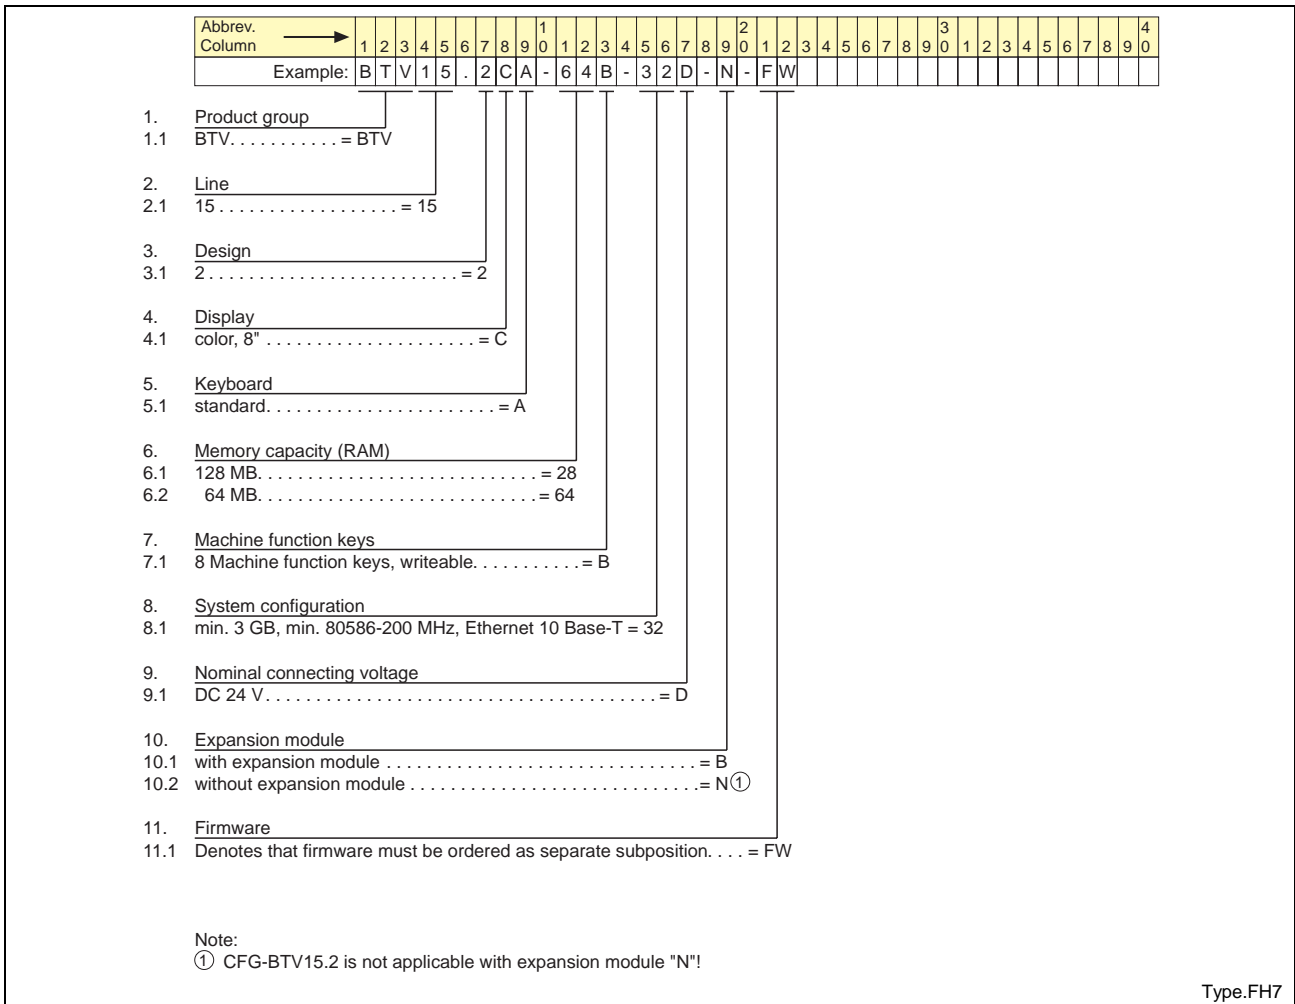 Abbrev.
Column
1 2 3 4 5 6 7 8 9 10 1 2 3 4 5 6 7 8 9 20 1 2 3 4 5 6 7 8 9 30 1 2 3 4 5 6 7 8 9 40
Example: B T V 1 5 . 2 C A - 6 4 B - 3 2 D - N - F W
1. Product group
1.1 BTV. . . . . . . . . . . = BTV
2. Line
2.1 15 . . . . . . . . . . . . . . . . . . = 15
3. Design
3.1 2 . . . . . . . . . . . . . . . . . . . . . . . . . = 2
4. Display
4.1 color, 8" . . . . . . . . . . . . . . . . . . . . . = C
5. Keyboard
5.1 standard. . . . . . . . . . . . . . . . . . . . . . . = A
6. Memory capacity (RAM)
6.1 128 MB. . . . . . . . . . . . . . . . . . . . . . . . . . . . = 28
6.2 64 MB. . . . . . . . . . . . . . . . . . . . . . . . . . . . = 64
7. Machine function keys
7.1 8 Machine function keys, writeable. . . . . . . . . . . = B
8. System configuration
8.1 min. 3 GB, min. 80586-200 MHz, Ethernet 10 Base-T = 32
9. Nominal connecting voltage
9.1 DC 24 V. . . . . . . . . . . . . . . . . . . . . . . . . . . . . . . . . . . . . . . = D
10. Expansion module
10.1 with expansion module . . . . . . . . . . . . . . . . . . . . . . . . . . . . . . . = B
10.2 without expansion module . . . . . . . . . . . . . . . . . . . . . . . . . . . . .= N①
11. Firmware
11.1 Denotes that firmware must be ordered as separate subposition. . . . = FW
Note:
① CFG-BTV15.2 is not applicable with expansion module "N"!
Type.FH7